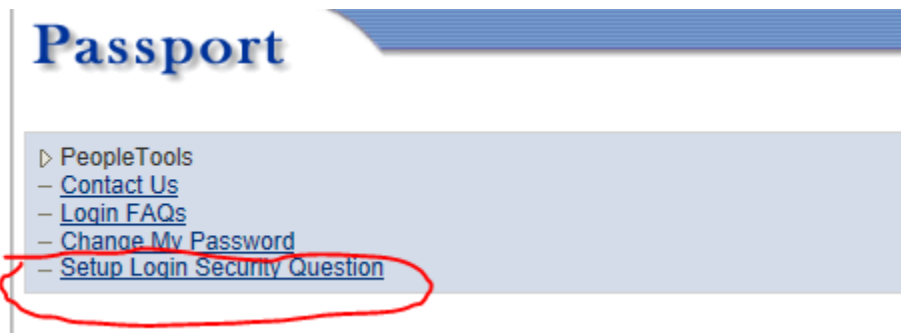 Passport
PeopleTools
– Contact Us
– Login FAQs
– Change My Password
– Setup Login Security Question